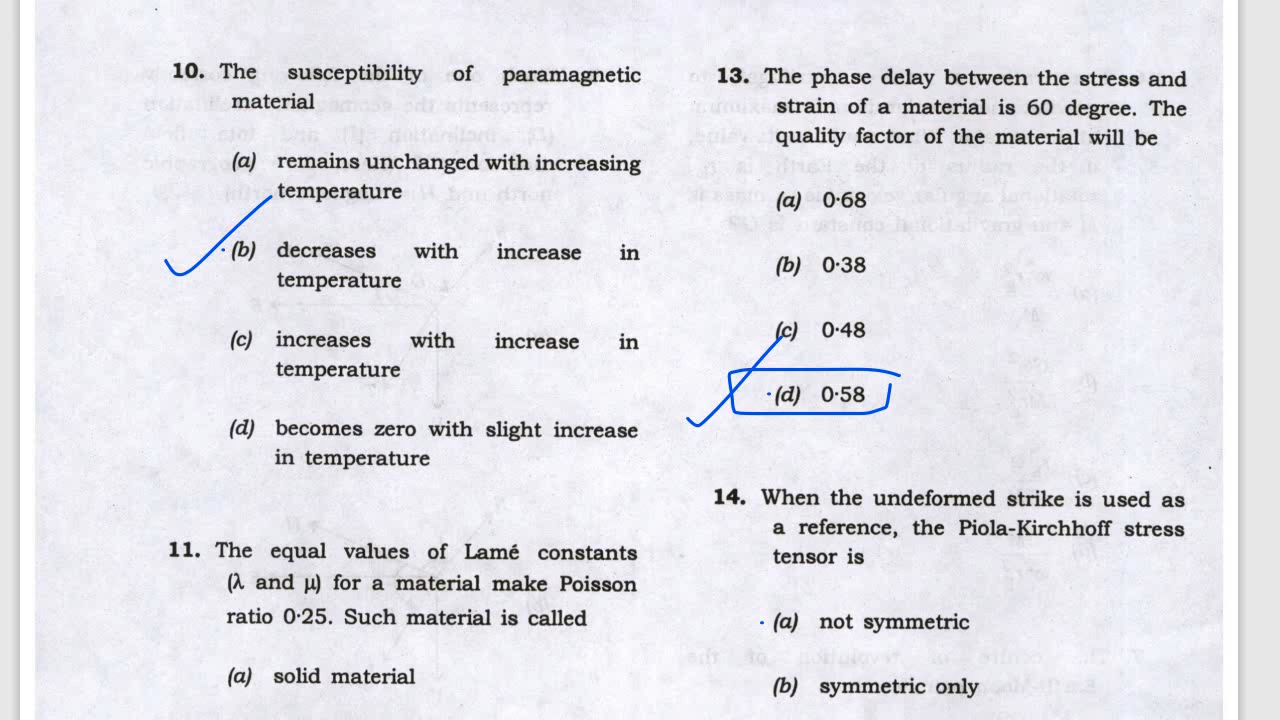 10. The susceptibility of paramagnetic
material
(a) remains unchanged with increasing
temperature
(b) decreases with increase in
temperature
(c) increases with increase in
temperature
(d) becomes zero with slight increase
in temperature
11. The equal values of Lamé constants
(λ and μ) for a material make Poisson
ratio 0·25. Such material is called
(a) solid material
13. The phase delay between the stress and
strain of a material is 60 degree. The
quality factor of the material will be
(a) 0·68
(b) 0·38
(c) 0·48
(d) 0·58
14. When the undeformed strike is used as
a reference, the Piola-Kirchhoff stress
tensor is
(a) not symmetric
(b) symmetric only